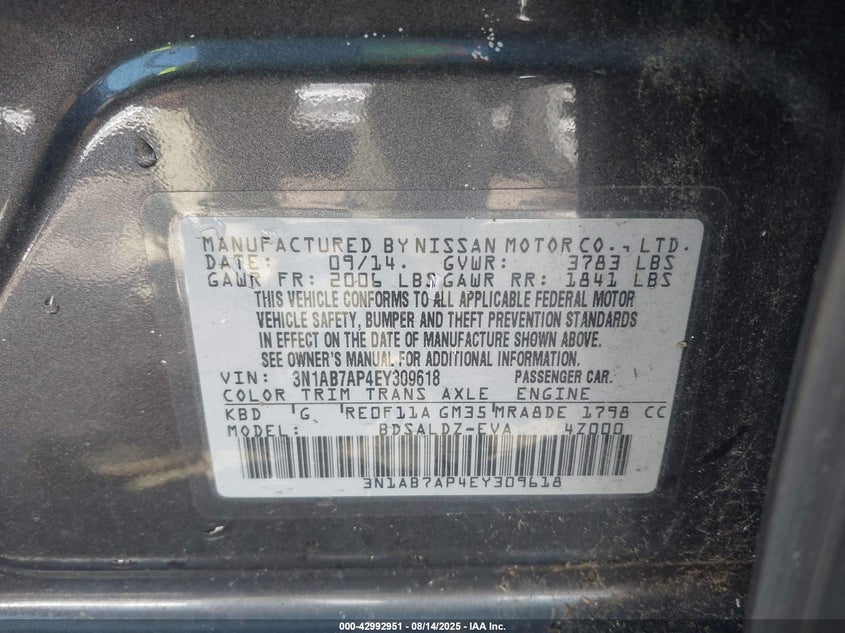 MANUFACTURED BY NISSAN MOTOR CO., LTD.
DATE: 09/14. GVWR: 3783 LBS
GAWR FR: 2006 LBS GAWR RR: 1841 LBS
THIS VEHICLE CONFORMS TO ALL APPLICABLE FEDERAL MOTOR
VEHICLE SAFETY, BUMPER AND THEFT PREVENTION STANDARDS
IN EFFECT ON THE DATE OF MANUFACTURE SHOWN ABOVE.
SEE OWNER'S MANUAL FOR ADDITIONAL INFORMATION.
VIN: 3N1AB7AP4EY309618 PASSENGER CAR.
COLOR TRIM TRANS AXLE ENGINE
KBD G RE0F11A GM35 MRA8DE 1798 CC
MODEL: BDSALDZ-EVA 4Z000
3N1AB7AP4EY309618
000-42992951 - 08/14/2025 - IAA Inc.